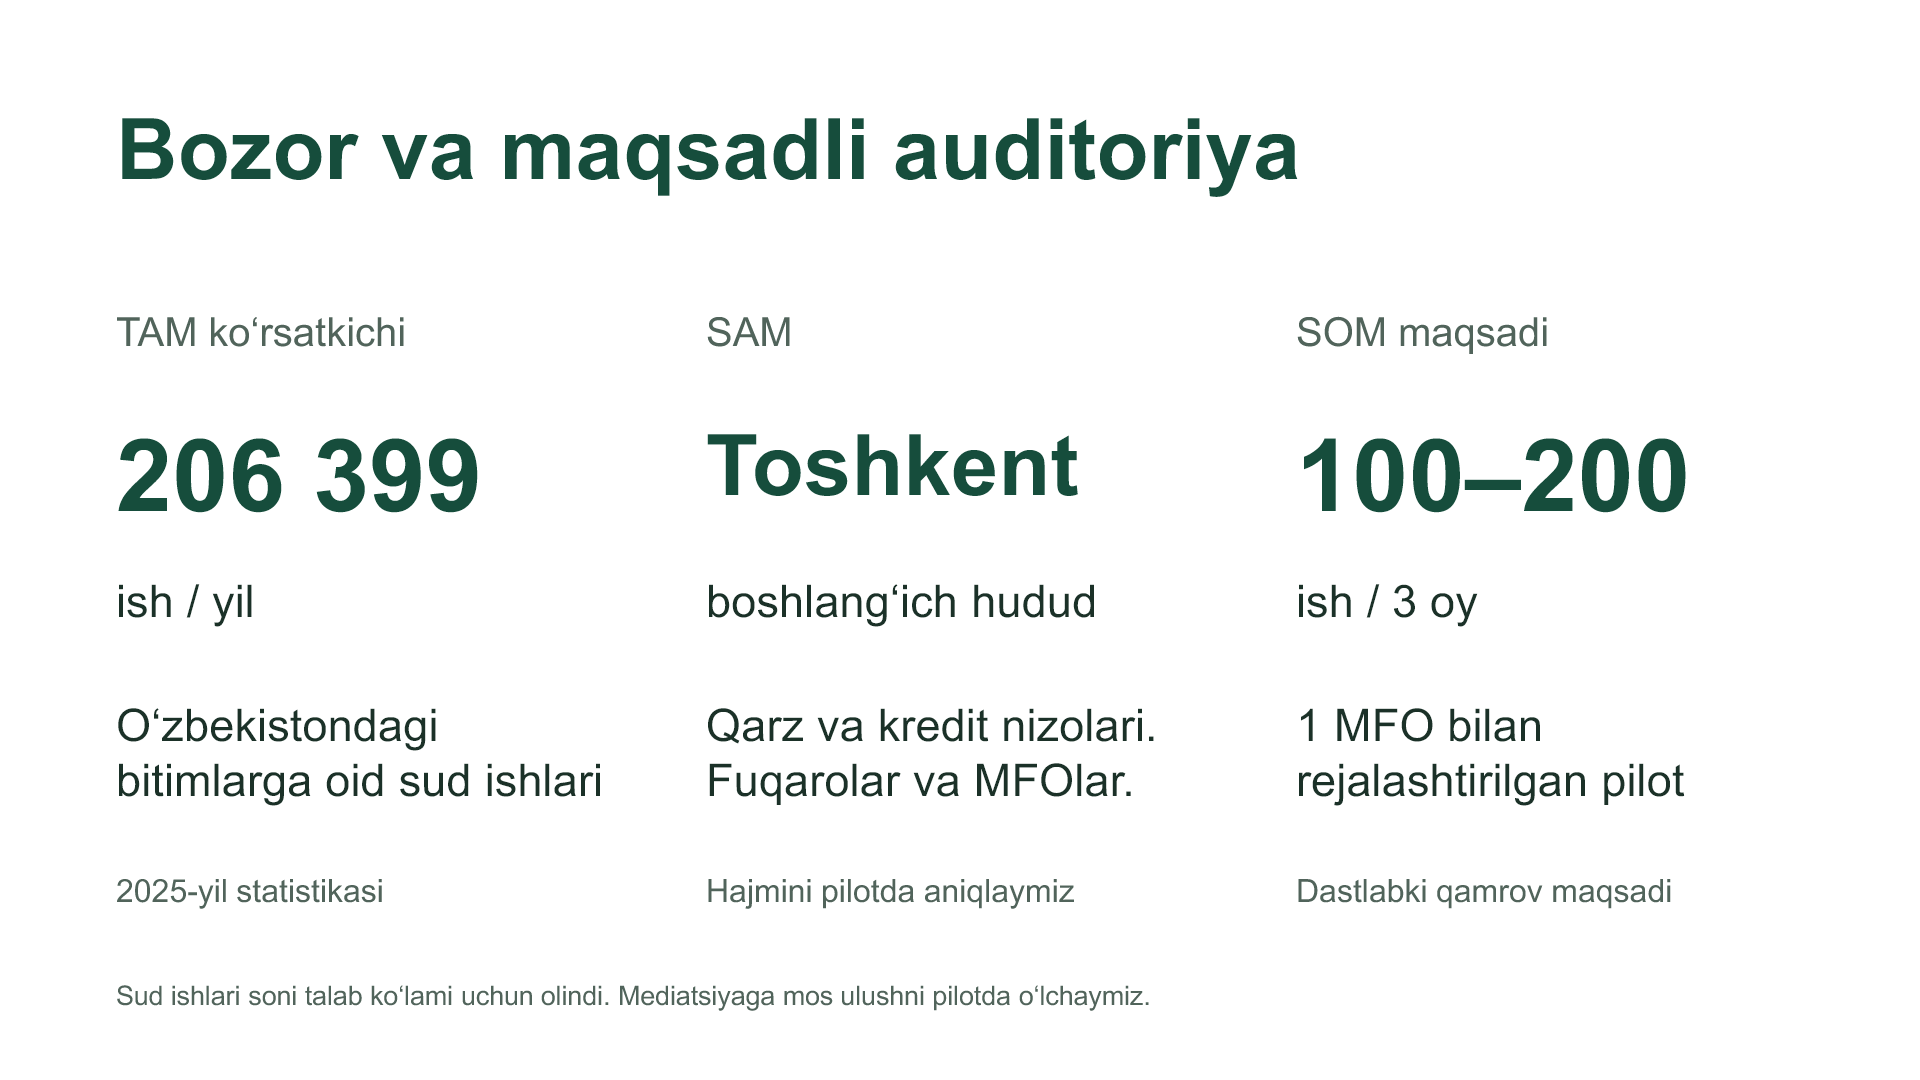 Bozor va maqsadli auditoriya
TAM ko‘rsatkichi
206 399
ish / yil
O‘zbekistondagi
bitimlarga oid sud ishlari
2025-yil statistikasi
SAM
Toshkent
boshlang‘ich hudud
Qarz va kredit nizolari.
Fuqarolar va MFOlar.
Hajmini pilotda aniqlaymiz
SOM maqsadi
100–200
ish / 3 oy
1 MFO bilan
rejalashtirilgan pilot
Dastlabki qamrov maqsadi
Sud ishlari soni talab ko‘lami uchun olindi. Mediatsiyaga mos ulushni pilotda o‘lchaymiz.